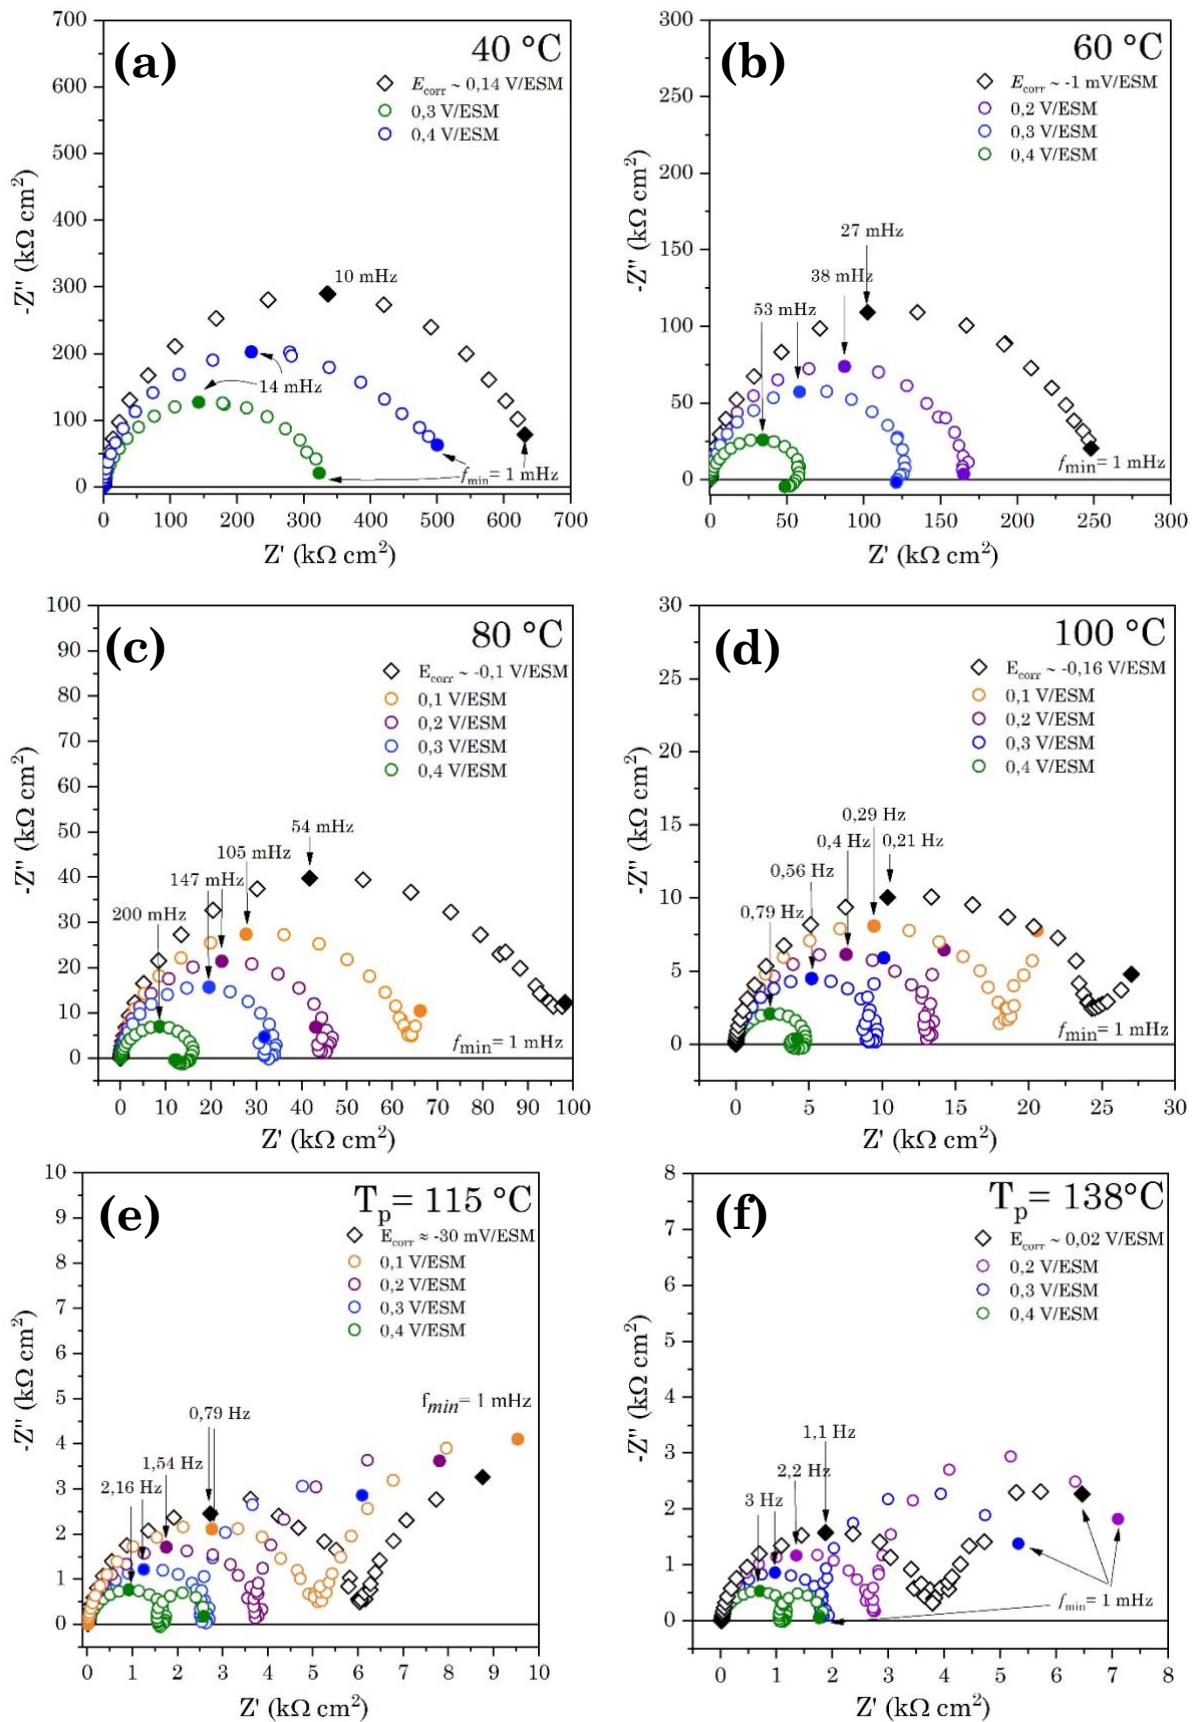 (a)
40 °C
E_corr ~ 0,14 V/ESM
0,3 V/ESM
0,4 V/ESM
-Z'' (kΩ cm²)
700
600
500
400
300
200
100
0
10 mHz
14 mHz
f_min= 1 mHz
0 100 200 300 400 500 600 700
Z' (kΩ cm²)
(b)
60 °C
E_corr ~ -1 mV/ESM
0,2 V/ESM
0,3 V/ESM
0,4 V/ESM
-Z'' (kΩ cm²)
300
250
200
150
100
50
0
27 mHz
38 mHz
53 mHz
f_min= 1 mHz
0 50 100 150 200 250 300
Z' (kΩ cm²)
(c)
80 °C
E_corr ~ -0,1 V/ESM
0,1 V/ESM
0,2 V/ESM
0,3 V/ESM
0,4 V/ESM
-Z'' (kΩ cm²)
100
90
80
70
60
50
40
30
20
10
0
54 mHz
105 mHz
147 mHz
200 mHz
f_min= 1 mHz
0 10 20 30 40 50 60 70 80 90 100
Z' (kΩ cm²)
(d)
100 °C
E_corr ~ -0,16 V/ESM
0,1 V/ESM
0,2 V/ESM
0,3 V/ESM
0,4 V/ESM
-Z'' (kΩ cm²)
30
25
20
15
10
5
0
0,29 Hz
0,4 Hz
0,21 Hz
0,56 Hz
0,79 Hz
f_min= 1 mHz
0 5 10 15 20 25 30
Z' (kΩ cm²)
(e)
T_p= 115 °C
E_corr ≈ -30 mV/ESM
0,1 V/ESM
0,2 V/ESM
0,3 V/ESM
0,4 V/ESM
-Z'' (kΩ cm²)
10
9
8
7
6
5
4
3
2
1
0
f_min= 1 mHz
0,79 Hz
1,54 Hz
2,16 Hz
0 1 2 3 4 5 6 7 8 9 10
Z' (kΩ cm²)
(f)
T_p= 138°C
E_corr ~ 0,02 V/ESM
0,2 V/ESM
0,3 V/ESM
0,4 V/ESM
-Z'' (kΩ cm²)
8
7
6
5
4
3
2
1
0
1,1 Hz
2,2 Hz
3 Hz
f_min= 1 mHz
0 1 2 3 4 5 6 7 8
Z' (kΩ cm²)